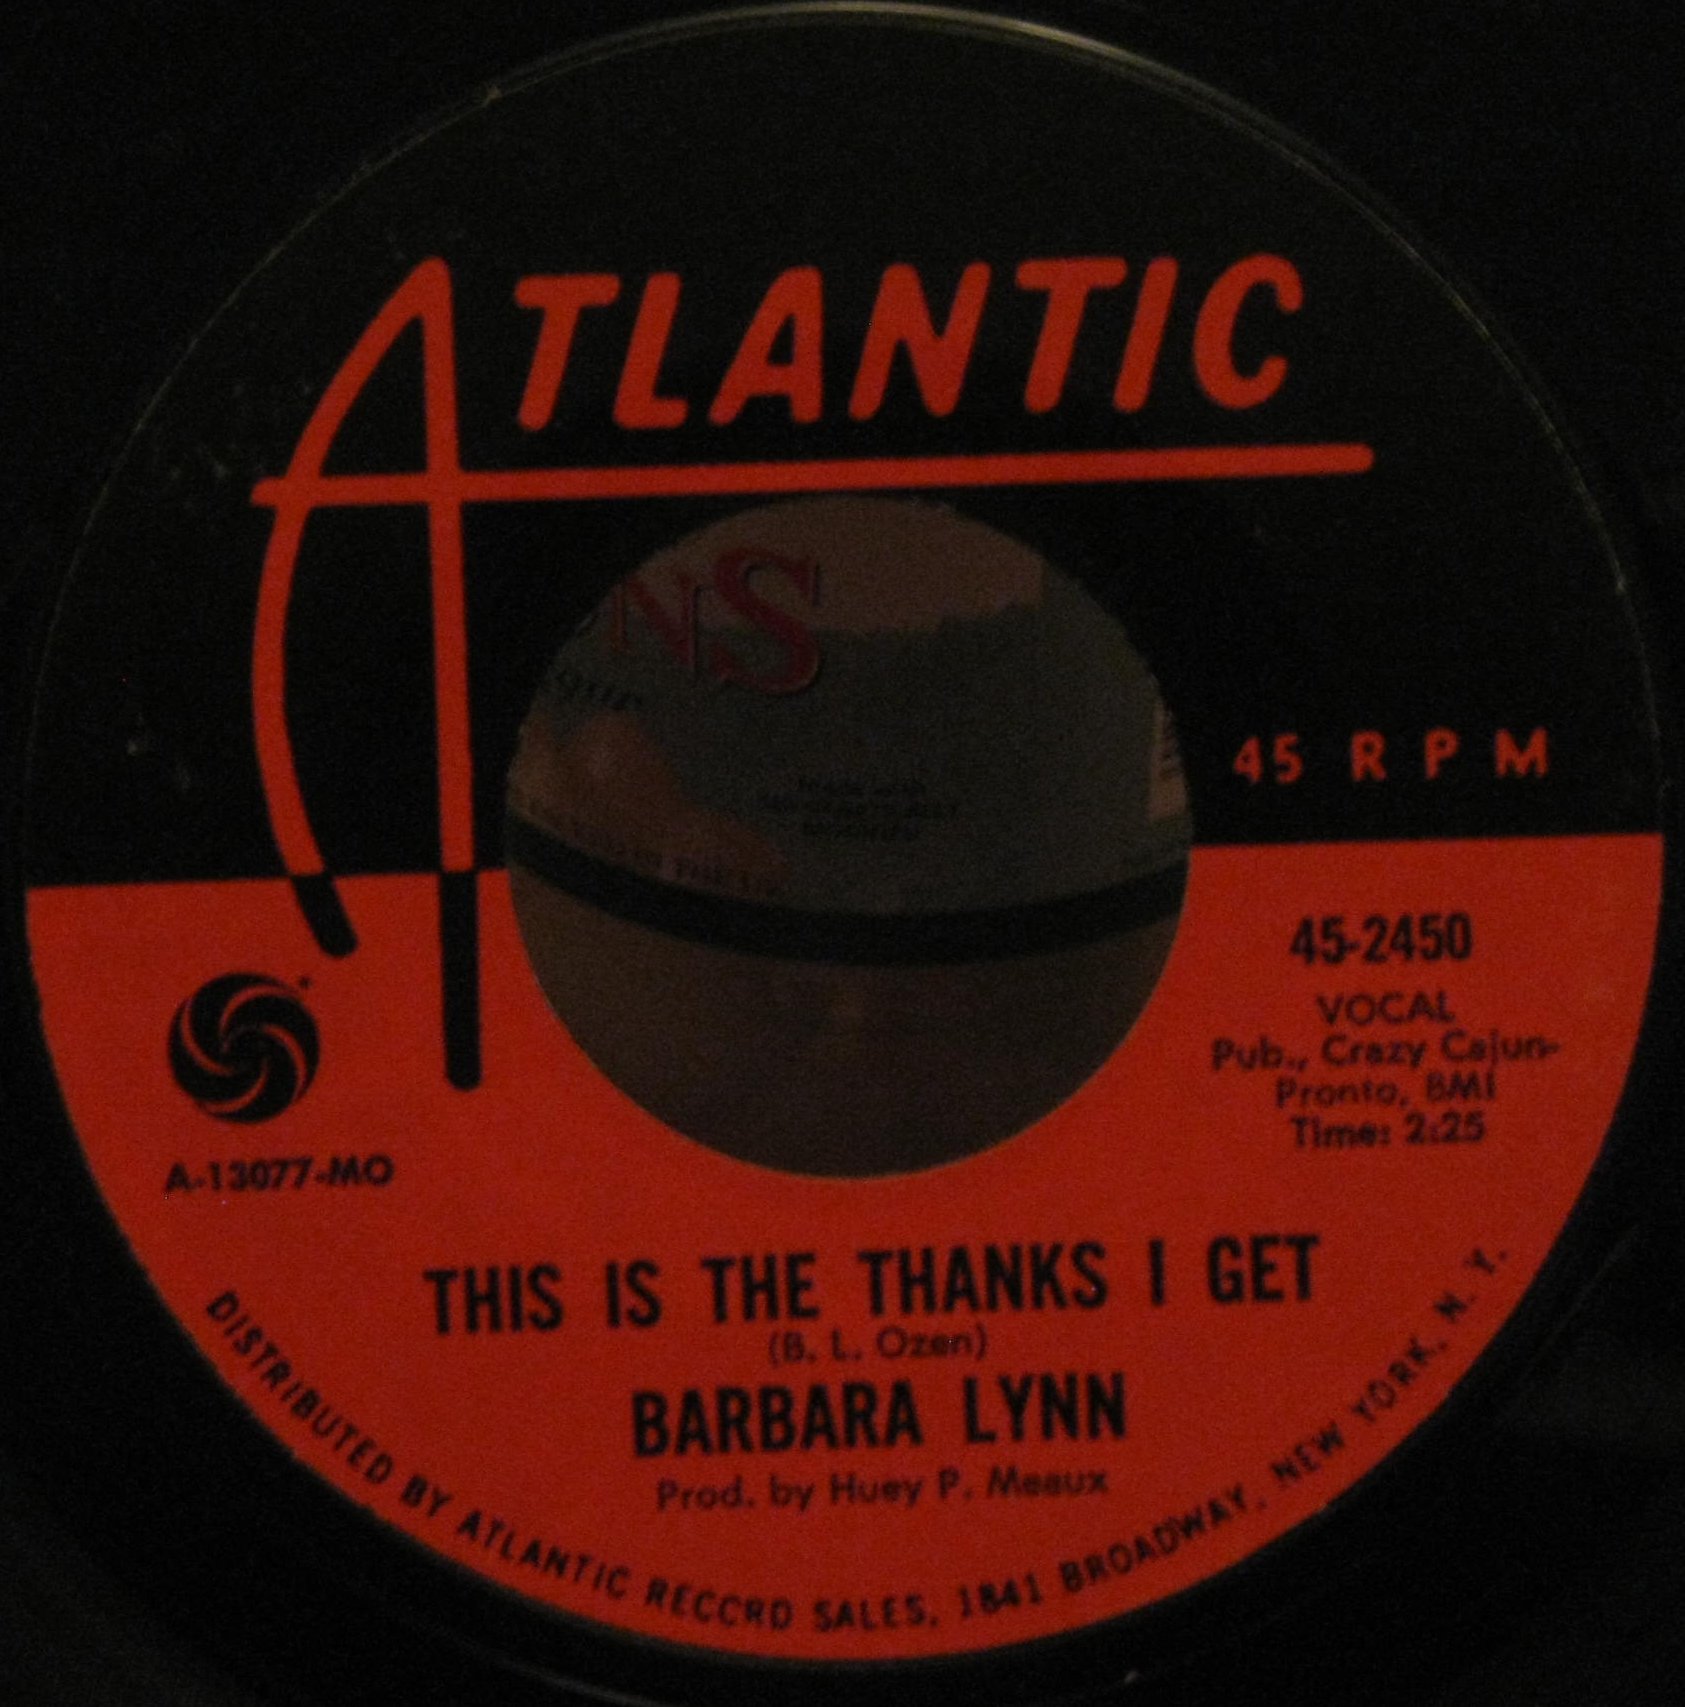 ATLANTIC
NS
45 RPM
45-2450
VOCAL
Pub., Crazy Cajun-
Pronto, BMI
Time: 2:25
A-13077-MO
THIS IS THE THANKS I GET
(B. L. Ozen)
BARBARA LYNN
Prod. by Huey P. Meaux
DISTRIBUTED BY ATLANTIC RECORD SALES, 1841 BROADWAY, NEW YORK, N. Y.